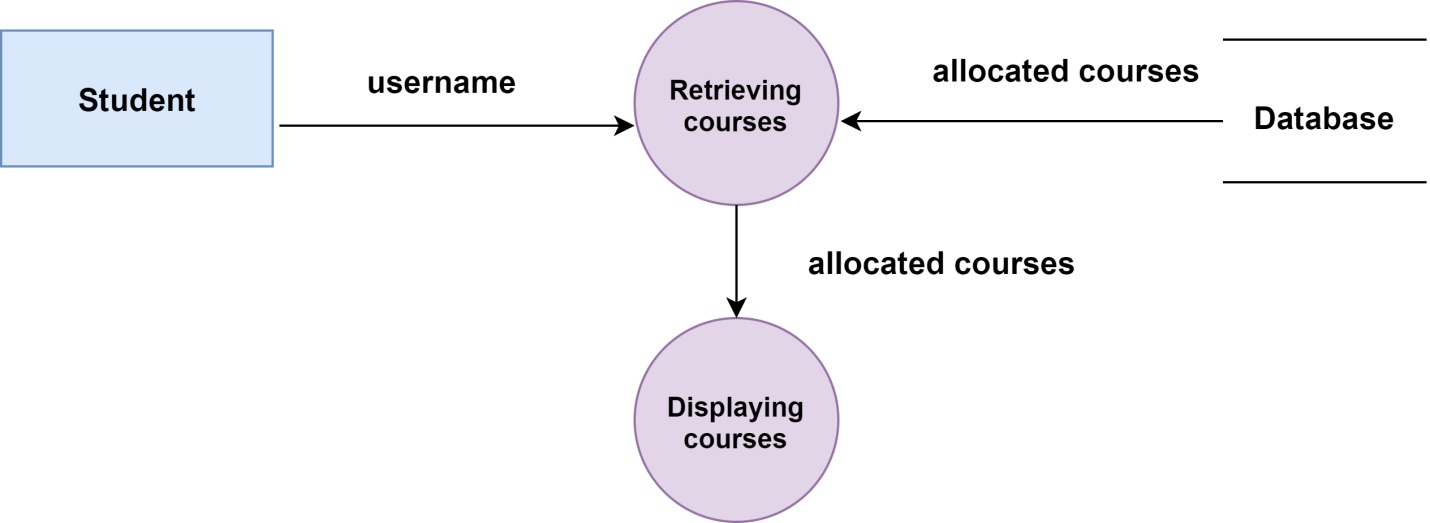 Student
username
Retrieving
courses
allocated courses
Database
allocated courses
Displaying
courses